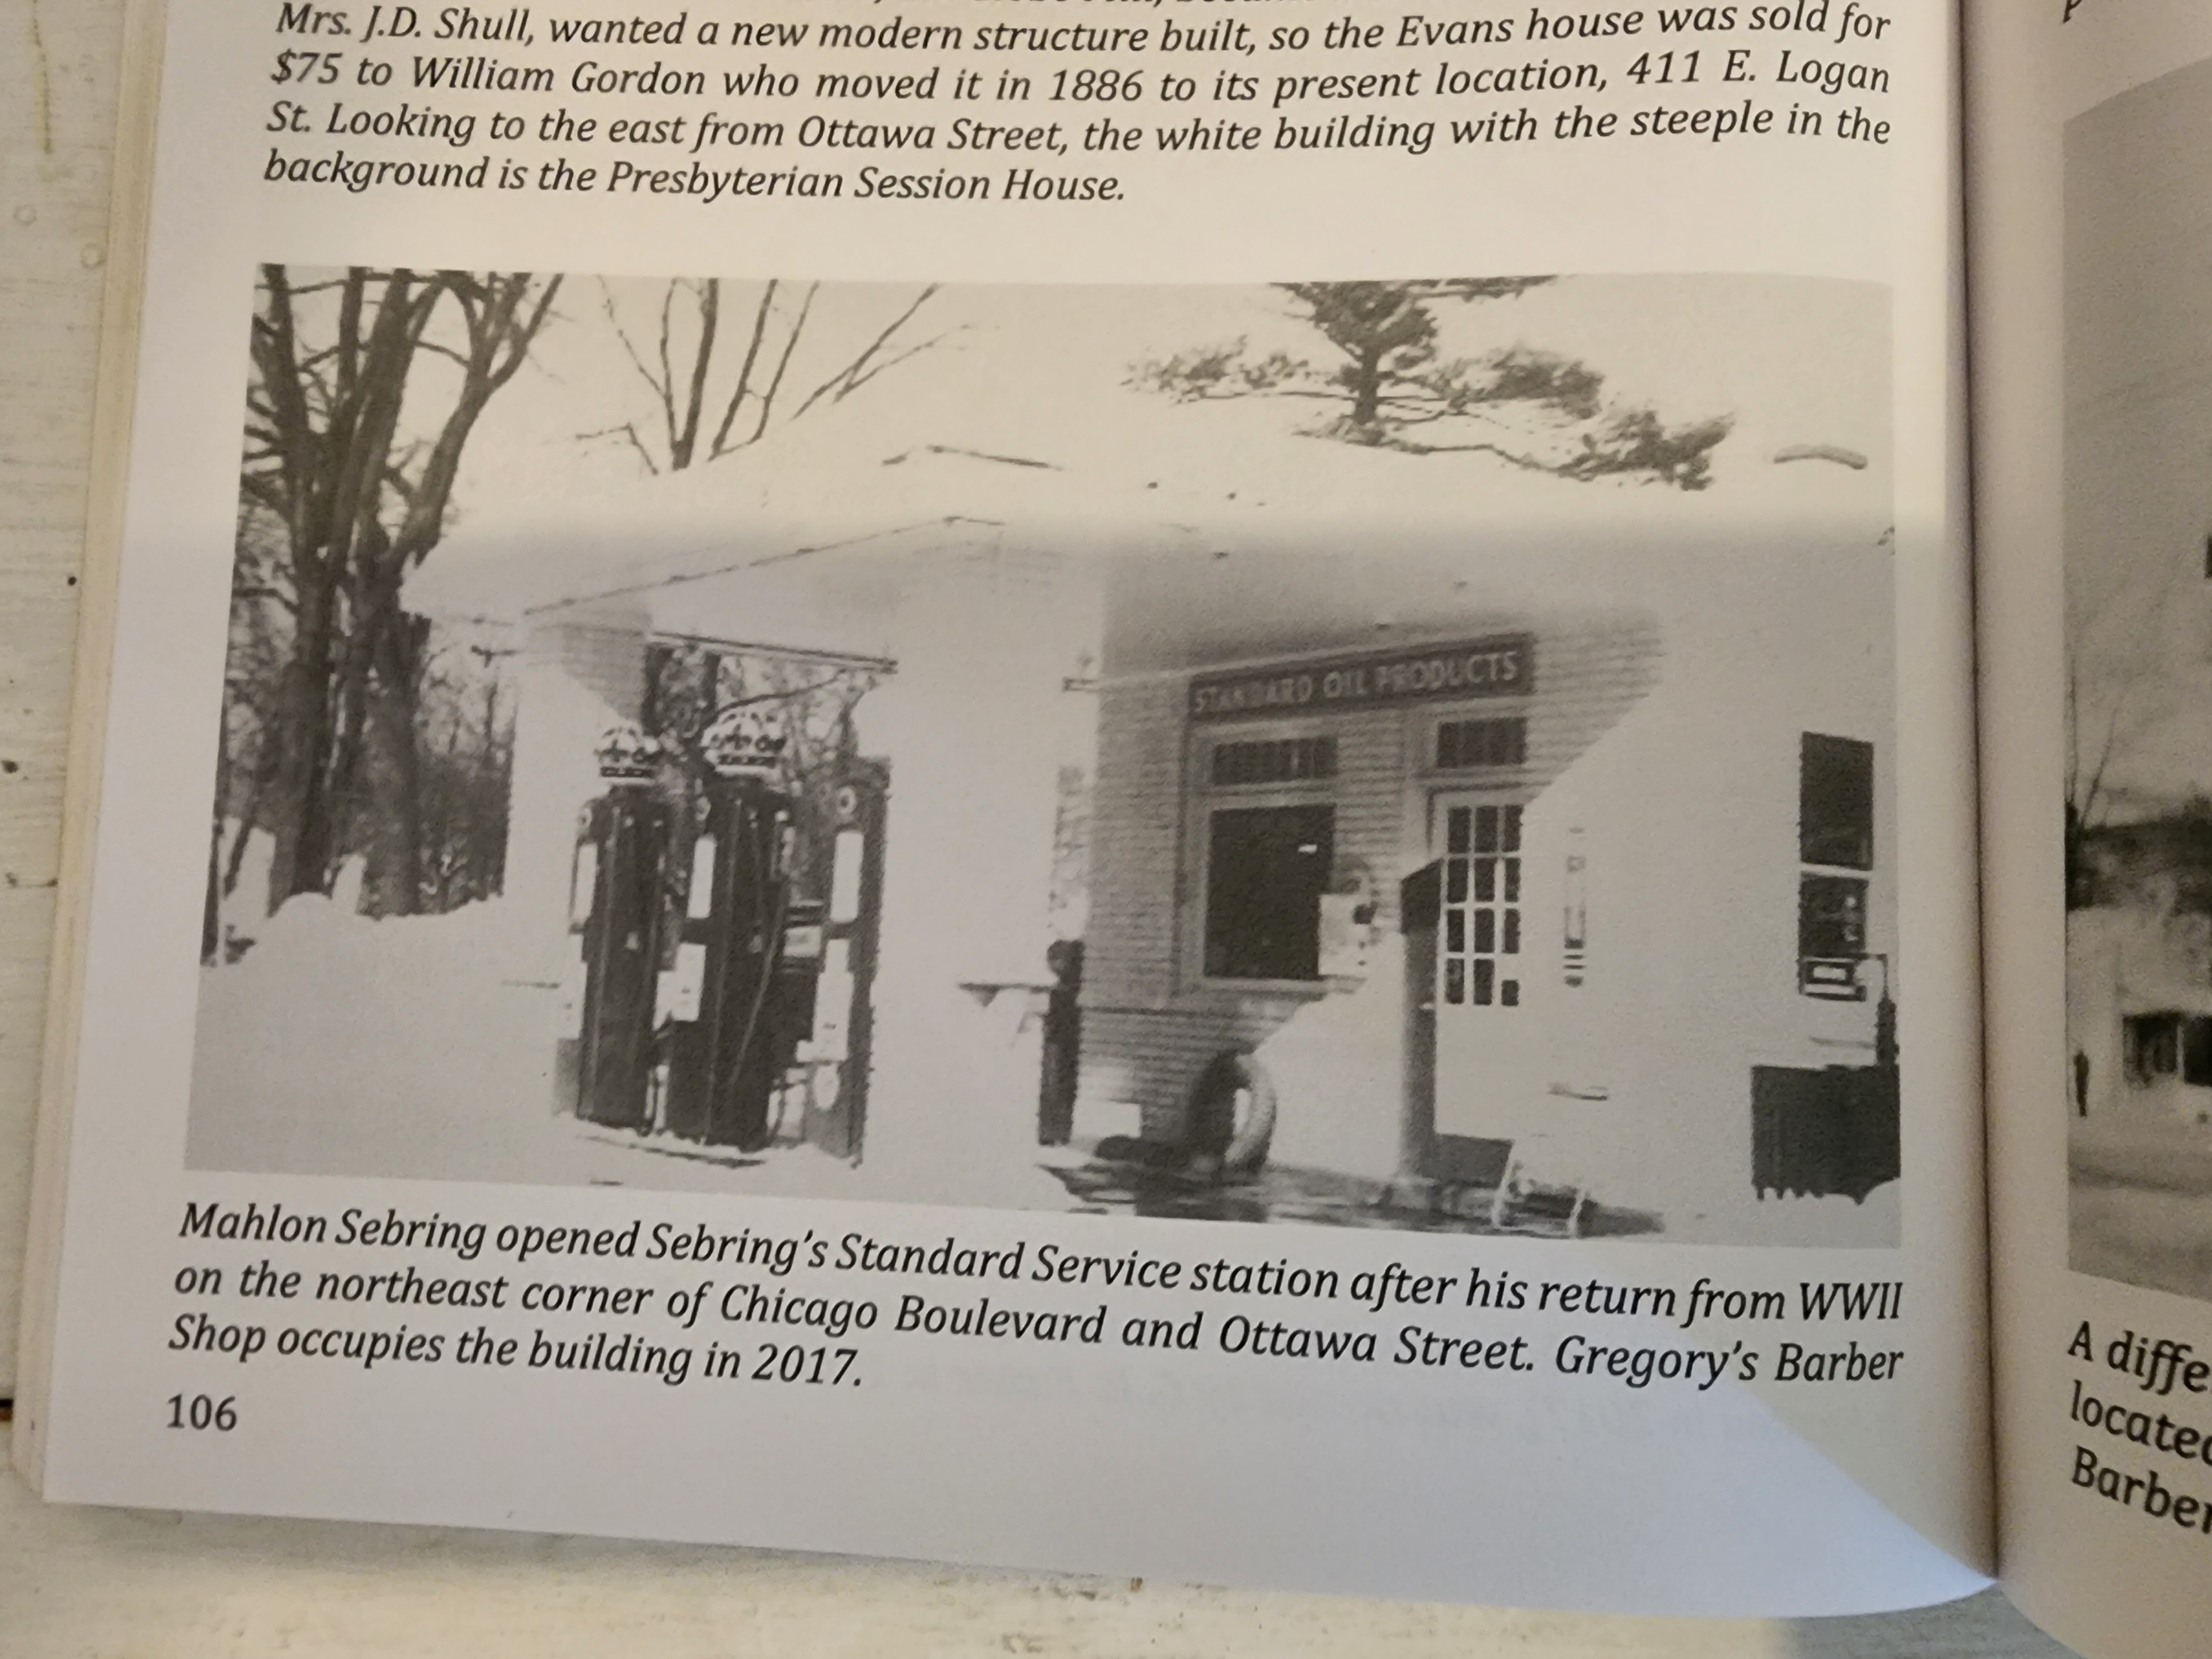 Mrs. J.D. Shull, wanted a new modern structure built, so the Evans house was sold for
$75 to William Gordon who moved it in 1886 to its present location, 411 E. Logan
St. Looking to the east from Ottawa Street, the white building with the steeple in the
background is the Presbyterian Session House.
STANDARD OIL PRODUCTS
Mahlon Sebring opened Sebring's Standard Service station after his return from WWII
on the northeast corner of Chicago Boulevard and Ottawa Street. Gregory's Barber
Shop occupies the building in 2017.
106
A